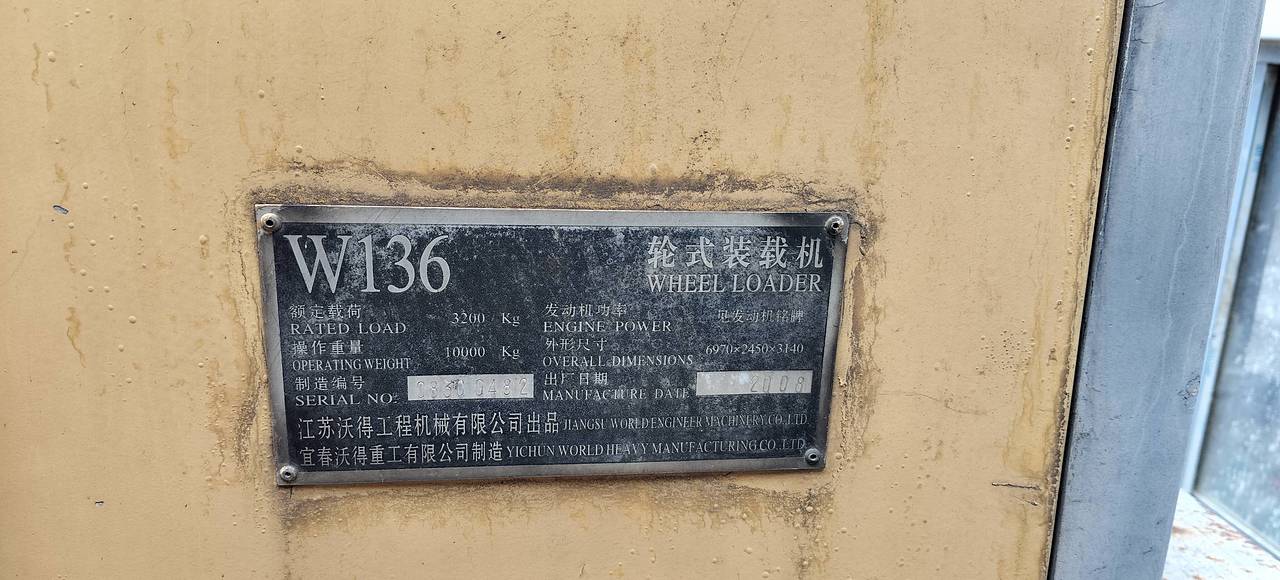 W136 轮式装载机
WHEEL LOADER
额定载荷 3200 Kg 发动机功率 见发动机铭牌
RATED LOAD ENGINE POWER
操作重量 10000 Kg 外形尺寸 6970×2450×3140
OPERATING WEIGHT OVERALL DIMENSIONS
制造编号 出厂日期 2008
SERIAL NO: MANUFACTURE DATE
江苏沃得工程机械有限公司出品 JIANGSU WORLD ENGINEER MACHINERY CO.,LTD
宜春沃得重工有限公司制造 YICHUN WORLD HEAVY MANUFACTURING CO.,LTD